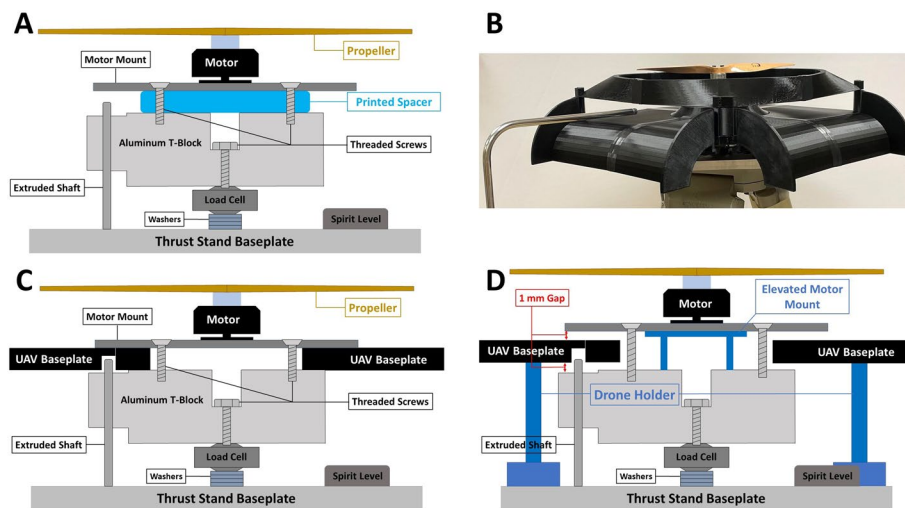 A
Propeller
Motor
Motor Mount
Printed Spacer
Aluminum T-Block
Threaded Screws
Extruded Shaft
Load Cell
Washers
Spirit Level
Thrust Stand Baseplate
B
C
Propeller
Motor Mount
Motor
UAV Baseplate
UAV Baseplate
Aluminum T-Block
Threaded Screws
Extruded Shaft
Load Cell
Washers
Spirit Level
Thrust Stand Baseplate
D
1 mm Gap
Elevated Motor
Mount
Motor
UAV Baseplate
UAV Baseplate
Drone Holder
Extruded Shaft
Load Cell
Washers
Spirit Level
Thrust Stand Baseplate